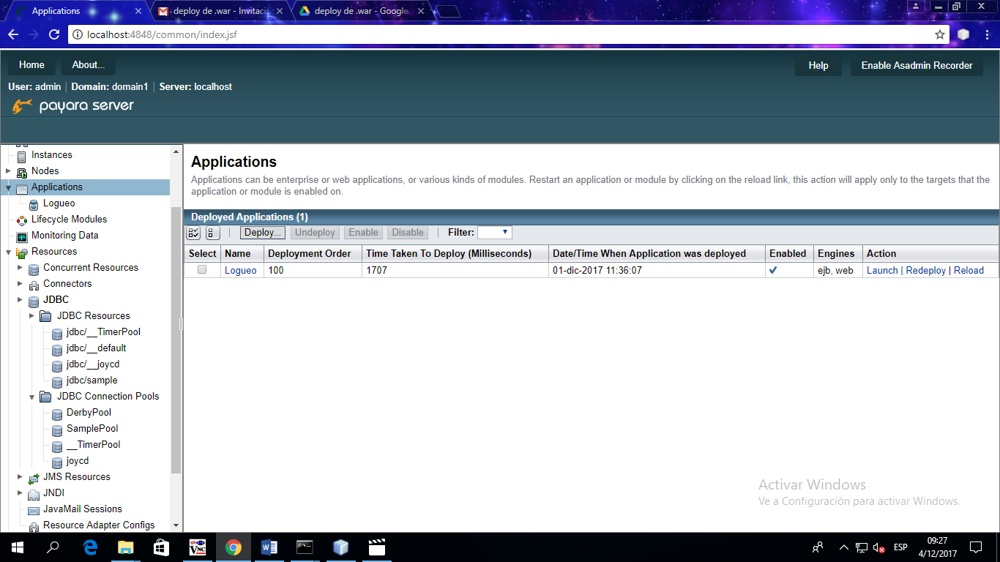 Applications
deploy de .war - Invitaci
deploy de .war - Google
localhost:4848/common/index.jsf
Home
About...
Help
Enable Asadmin Recorder
User: admin | Domain: domain1 | Server: localhost
payara server
Instances
Nodes
Applications
Logueo
Lifecycle Modules
Monitoring Data
Resources
Concurrent Resources
Connectors
JDBC
JDBC Resources
jdbc/__TimerPool
jdbc/__default
jdbc/__joycd
jdbc/sample
JDBC Connection Pools
DerbyPool
SamplePool
__TimerPool
joycd
JMS Resources
JNDI
JavaMail Sessions
Resource Adapter Configs
Applications
Applications can be enterprise or web applications, or various kinds of modules. Restart an application or module by clicking on the reload link, this action will apply only to the targets that the
application or module is enabled on.
Deployed Applications (1)
Deploy... Undeploy Enable Disable Filter:
Select Name Deployment Order Time Taken To Deploy (Milliseconds) Date/Time When Application was deployed Enabled Engines Action
Logueo 100 1707 01-dic-2017 11:36:07 ejb, web Launch | Redeploy | Reload
Activar Windows
Ve a Configuración para activar Windows.
VNC
ESP
09:27
4/12/2017